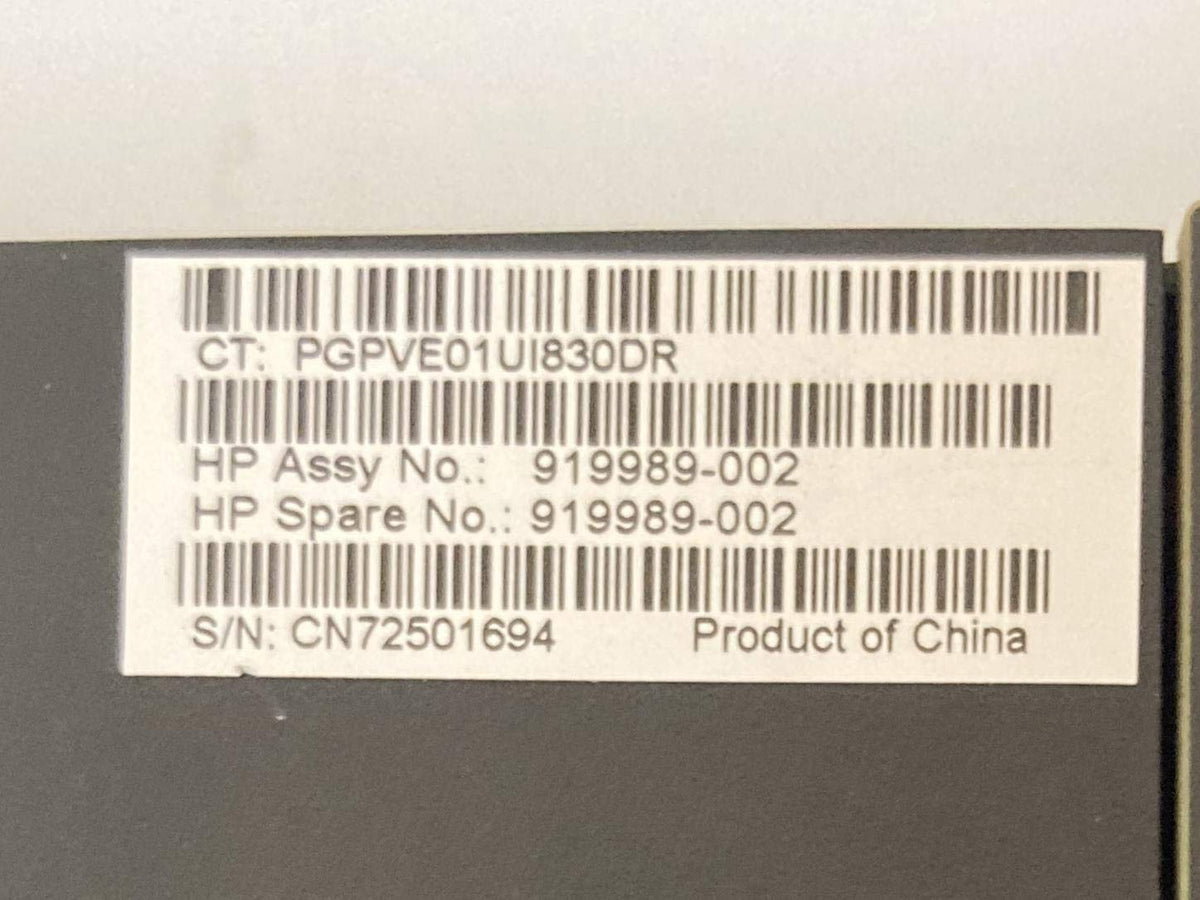 CT: PGPVE01UI830DR
HP Assy No.: 919989-002
HP Spare No.: 919989-002
S/N: CN72501694 Product of China